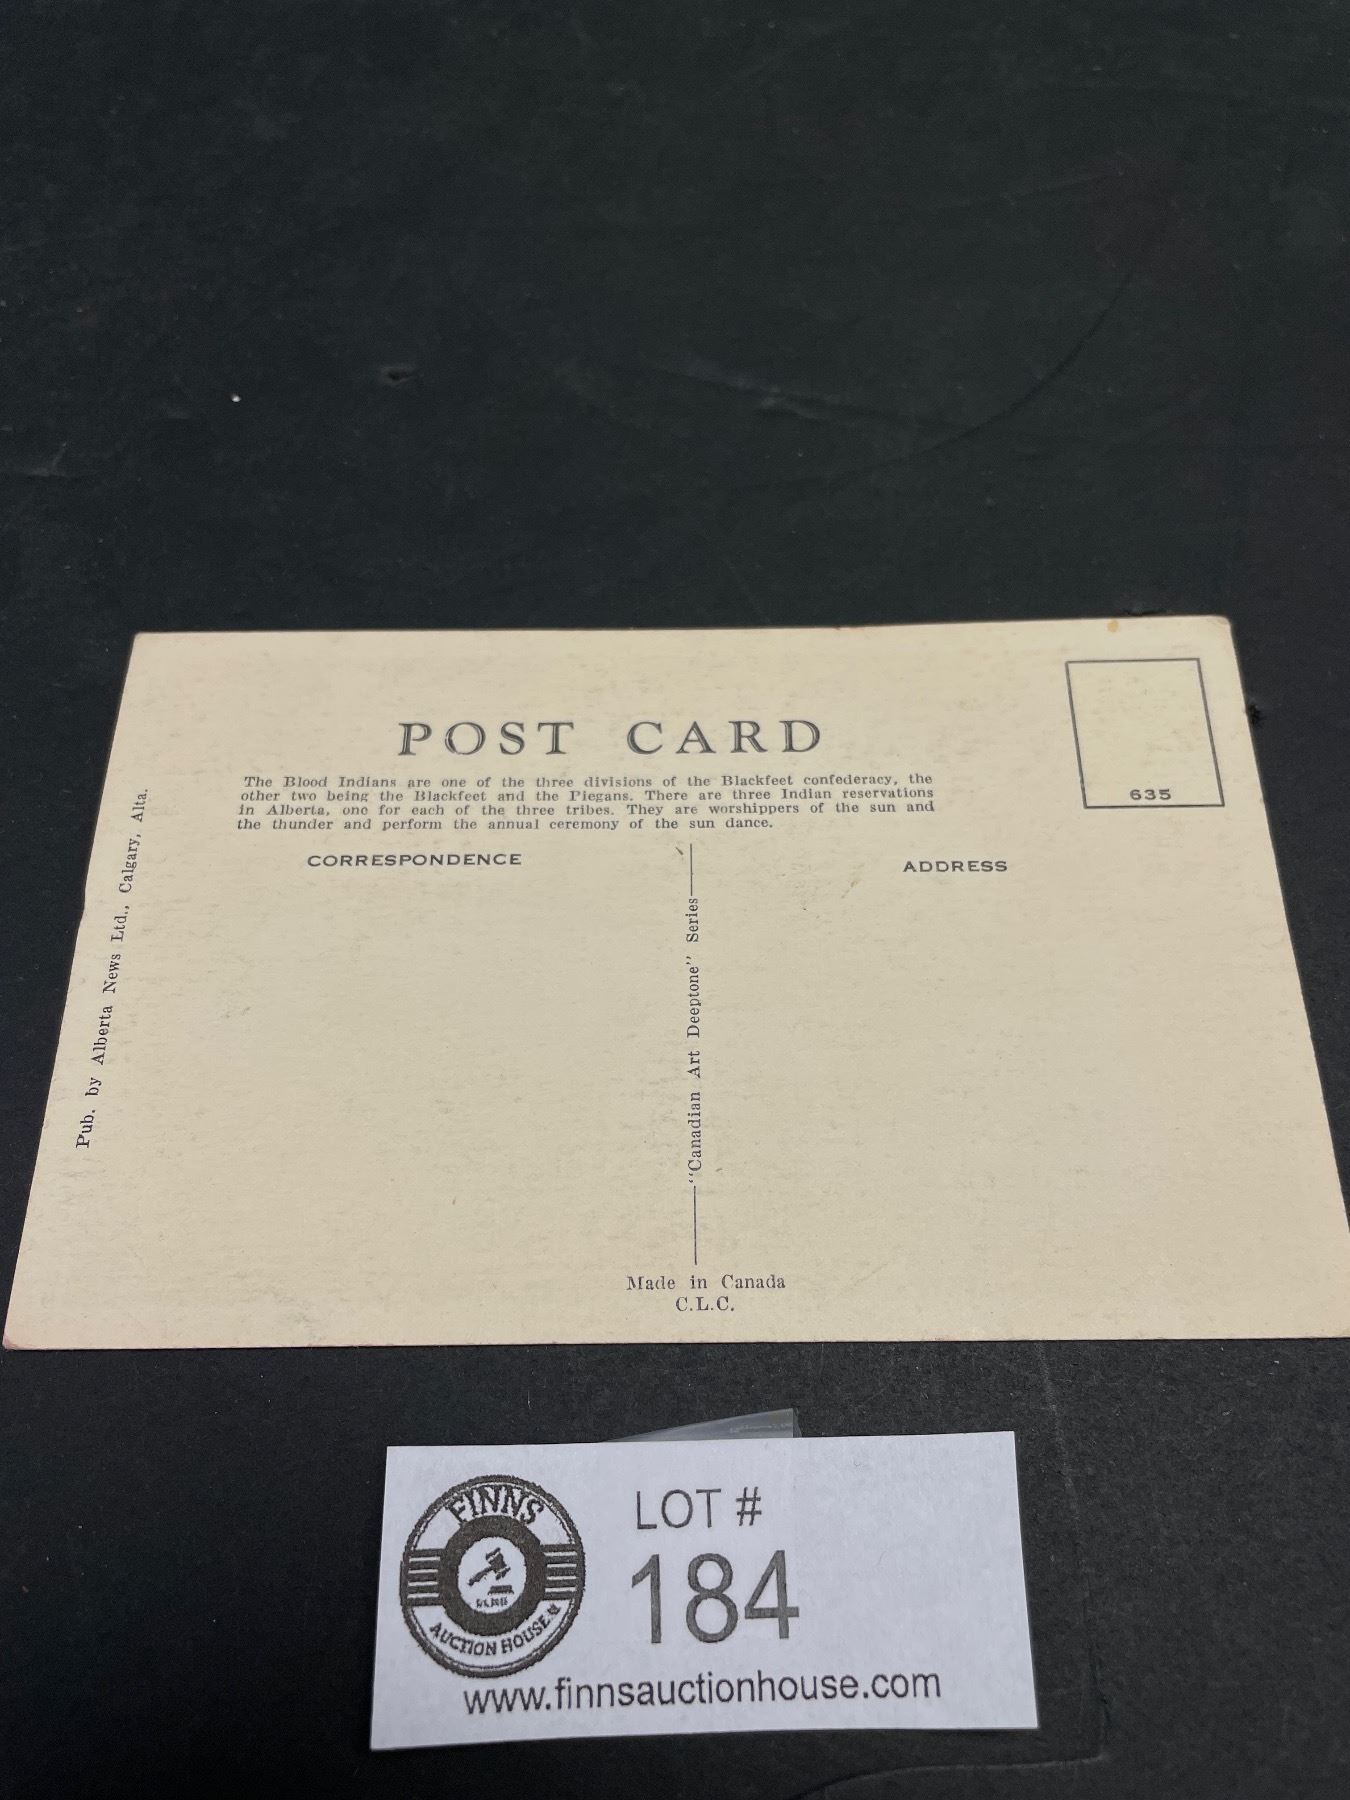 POST CARD
635
The Blood Indians are one of the three divisions of the Blackfeet confederacy, the
other two being the Blackfeet and the Piegans. There are three Indian reservations
in Alberta, one for each of the three tribes. They are worshippers of the sun and
the thunder and perform the annual ceremony of the sun dance.
CORRESPONDENCE
ADDRESS
Pub. by Alberta News Ltd., Calgary, Alta.
"Canadian Art Deeptone" Series
Made in Canada
C.L.C.
FINNS
AUCTION HOUSE
LOT #
184
www.finnsauctionhouse.com